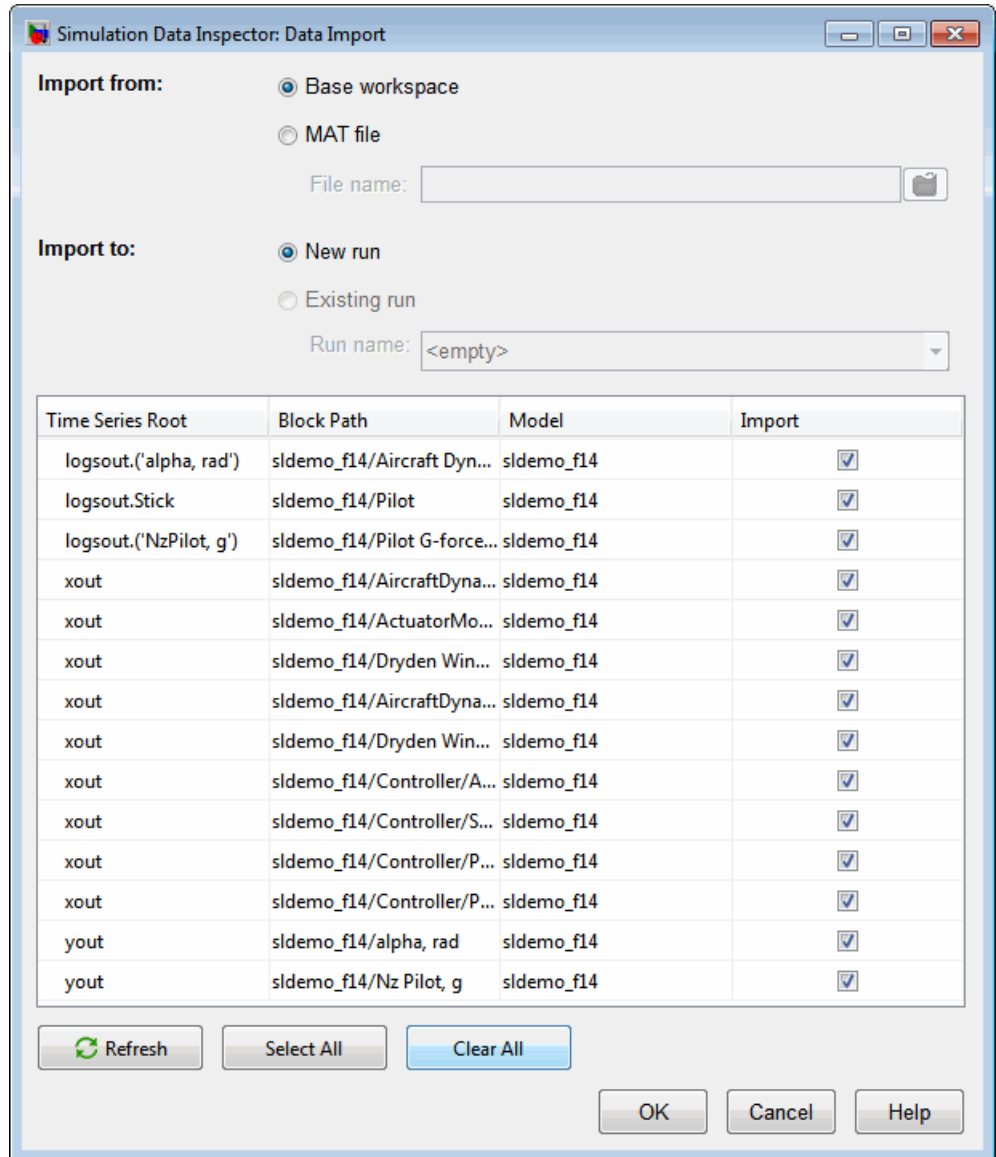 Simulation Data Inspector: Data Import
Import from: Base workspace
MAT file
File name:
Import to: New run
Existing run
Run name: <empty>
Time Series Root Block Path Model Import
logsout.('alpha, rad') sldemo_f14/Aircraft Dyn... sldemo_f14
logsout.Stick sldemo_f14/Pilot sldemo_f14
logsout.('NzPilot, g') sldemo_f14/Pilot G-force... sldemo_f14
xout sldemo_f14/AircraftDyna... sldemo_f14
xout sldemo_f14/ActuatorMo... sldemo_f14
xout sldemo_f14/Dryden Win... sldemo_f14
xout sldemo_f14/AircraftDyna... sldemo_f14
xout sldemo_f14/Dryden Win... sldemo_f14
xout sldemo_f14/Controller/A... sldemo_f14
xout sldemo_f14/Controller/S... sldemo_f14
xout sldemo_f14/Controller/P... sldemo_f14
xout sldemo_f14/Controller/P... sldemo_f14
yout sldemo_f14/alpha, rad sldemo_f14
yout sldemo_f14/Nz Pilot, g sldemo_f14
Refresh Select All Clear All
OK Cancel Help